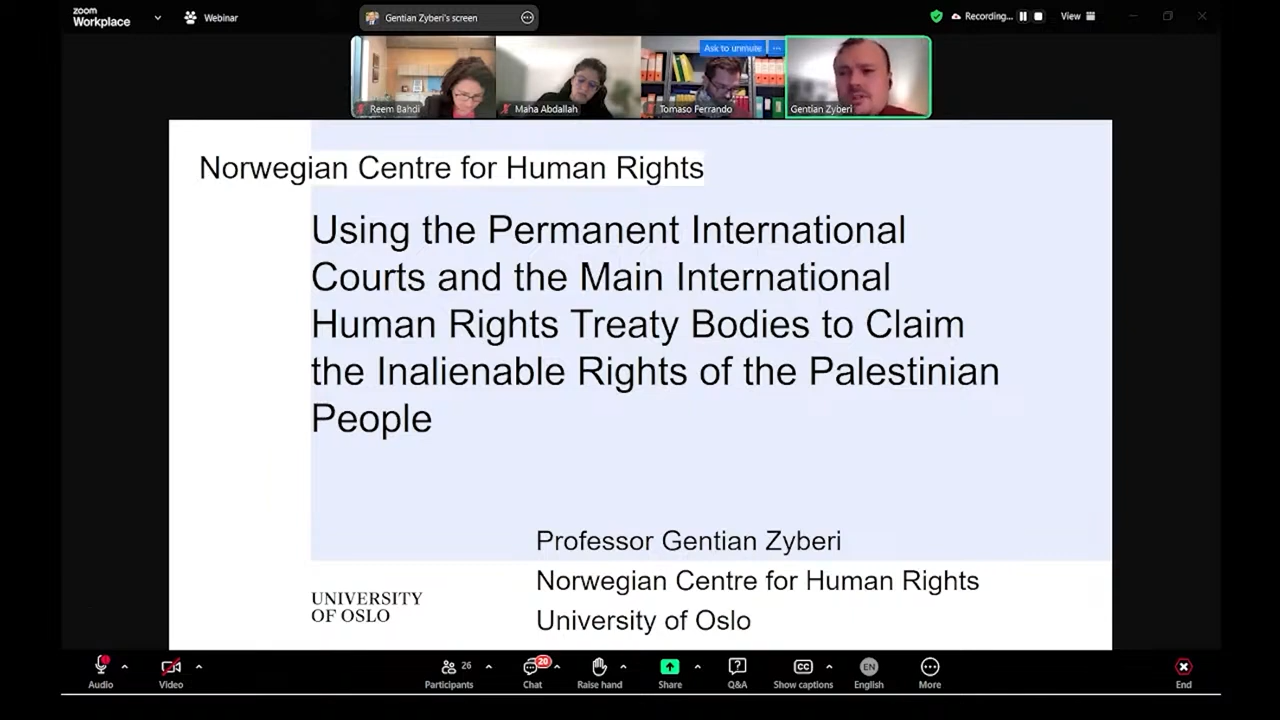 zoom
Workplace
Webinar
Gentian Zyberi's screen
Recording...
View
Ask to unmute
Reem Bahdi
Maha Abdallah
Tomaso Ferrando
Gentian Zyberi
Norwegian Centre for Human Rights
Using the Permanent International
Courts and the Main International
Human Rights Treaty Bodies to Claim
the Inalienable Rights of the Palestinian
People
Professor Gentian Zyberi
Norwegian Centre for Human Rights
University of Oslo
UNIVERSITY
OF OSLO
Audio
Video
26
Participants
20
Chat
Raise hand
Share
Q&A
CC
Show captions
EN
English
More
End